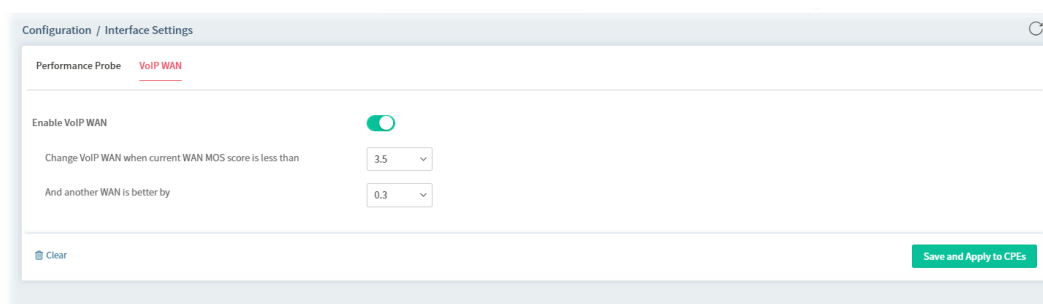 Configuration / Interface Settings
Performance Probe VoIP WAN
Enable VoIP WAN
Change VoIP WAN when current WAN MOS score is less than 3.5
And another WAN is better by 0.3
Clear Save and Apply to CPEs